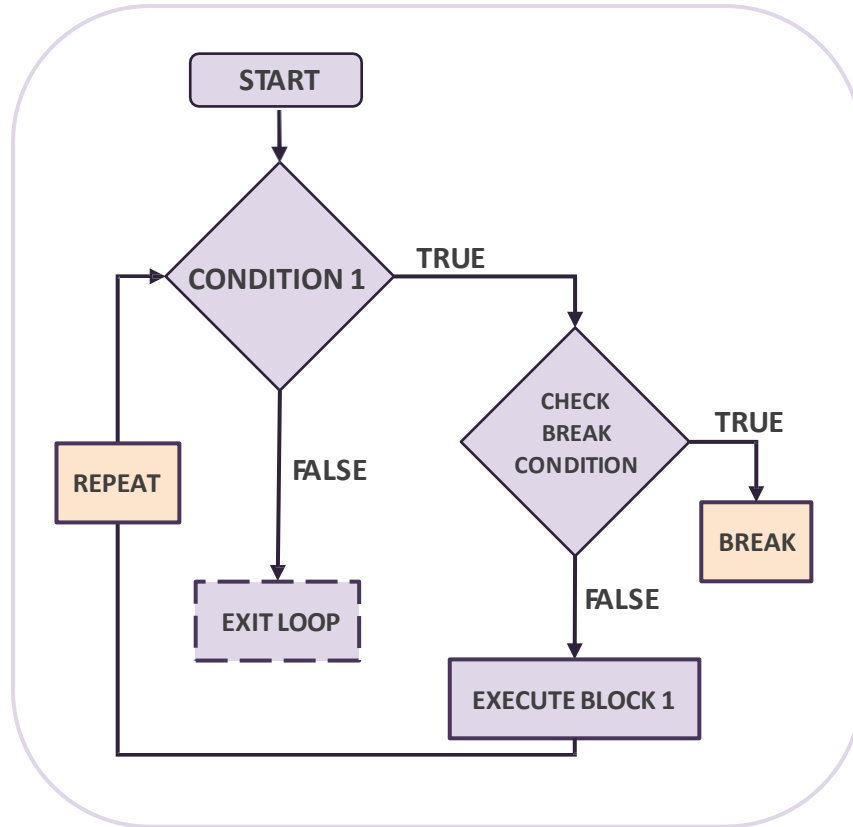 START
CONDITION 1
TRUE
CHECK
BREAK
CONDITION
TRUE
FALSE
REPEAT
BREAK
EXIT LOOP
FALSE
EXECUTE BLOCK 1